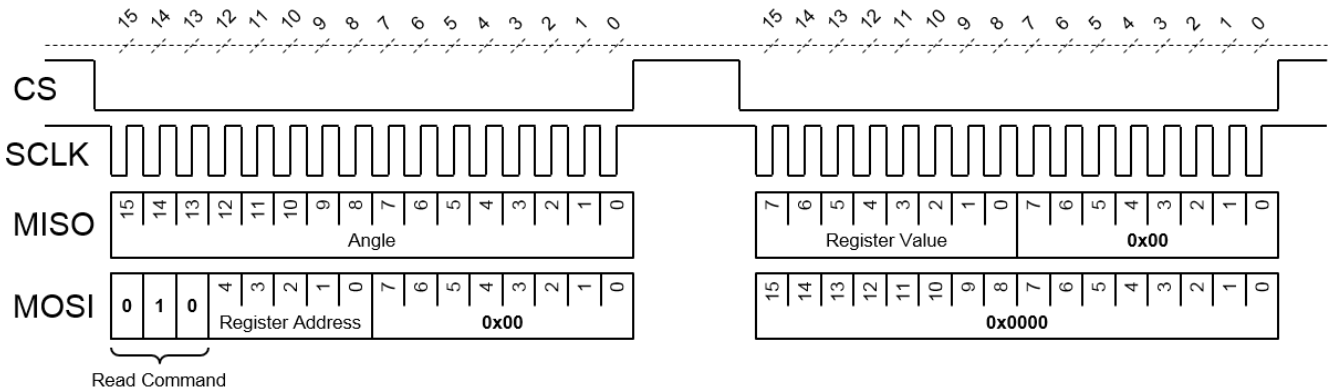 15 14 13 12 11 10 9 8 7 6 5 4 3 2 1 0 15 14 13 12 11 10 9 8 7 6 5 4 3 2 1 0
CS
SCLK
MISO 15 14 13 12 11 10 9 8 7 6 5 4 3 2 1 0 7 6 5 4 3 2 1 0 7 6 5 4 3 2 1 0
Angle Register Value 0x00
MOSI 0 1 0 4 3 2 1 0 7 6 5 4 3 2 1 0 15 14 13 12 11 10 9 8 7 6 5 4 3 2 1 0
Register Address 0x00 0x0000
Read Command